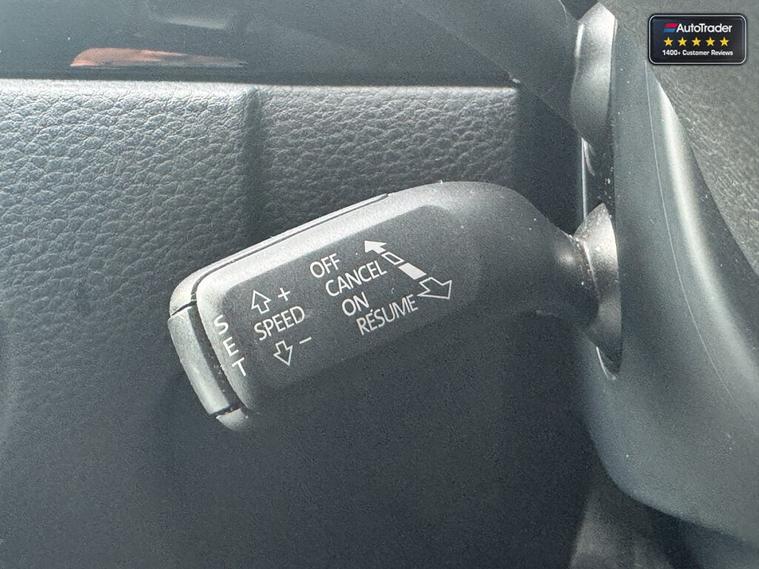 AutoTrader
1400+ Customer Reviews
OFF
CANCEL
ON
RESUME
+
SPEED
−
SET